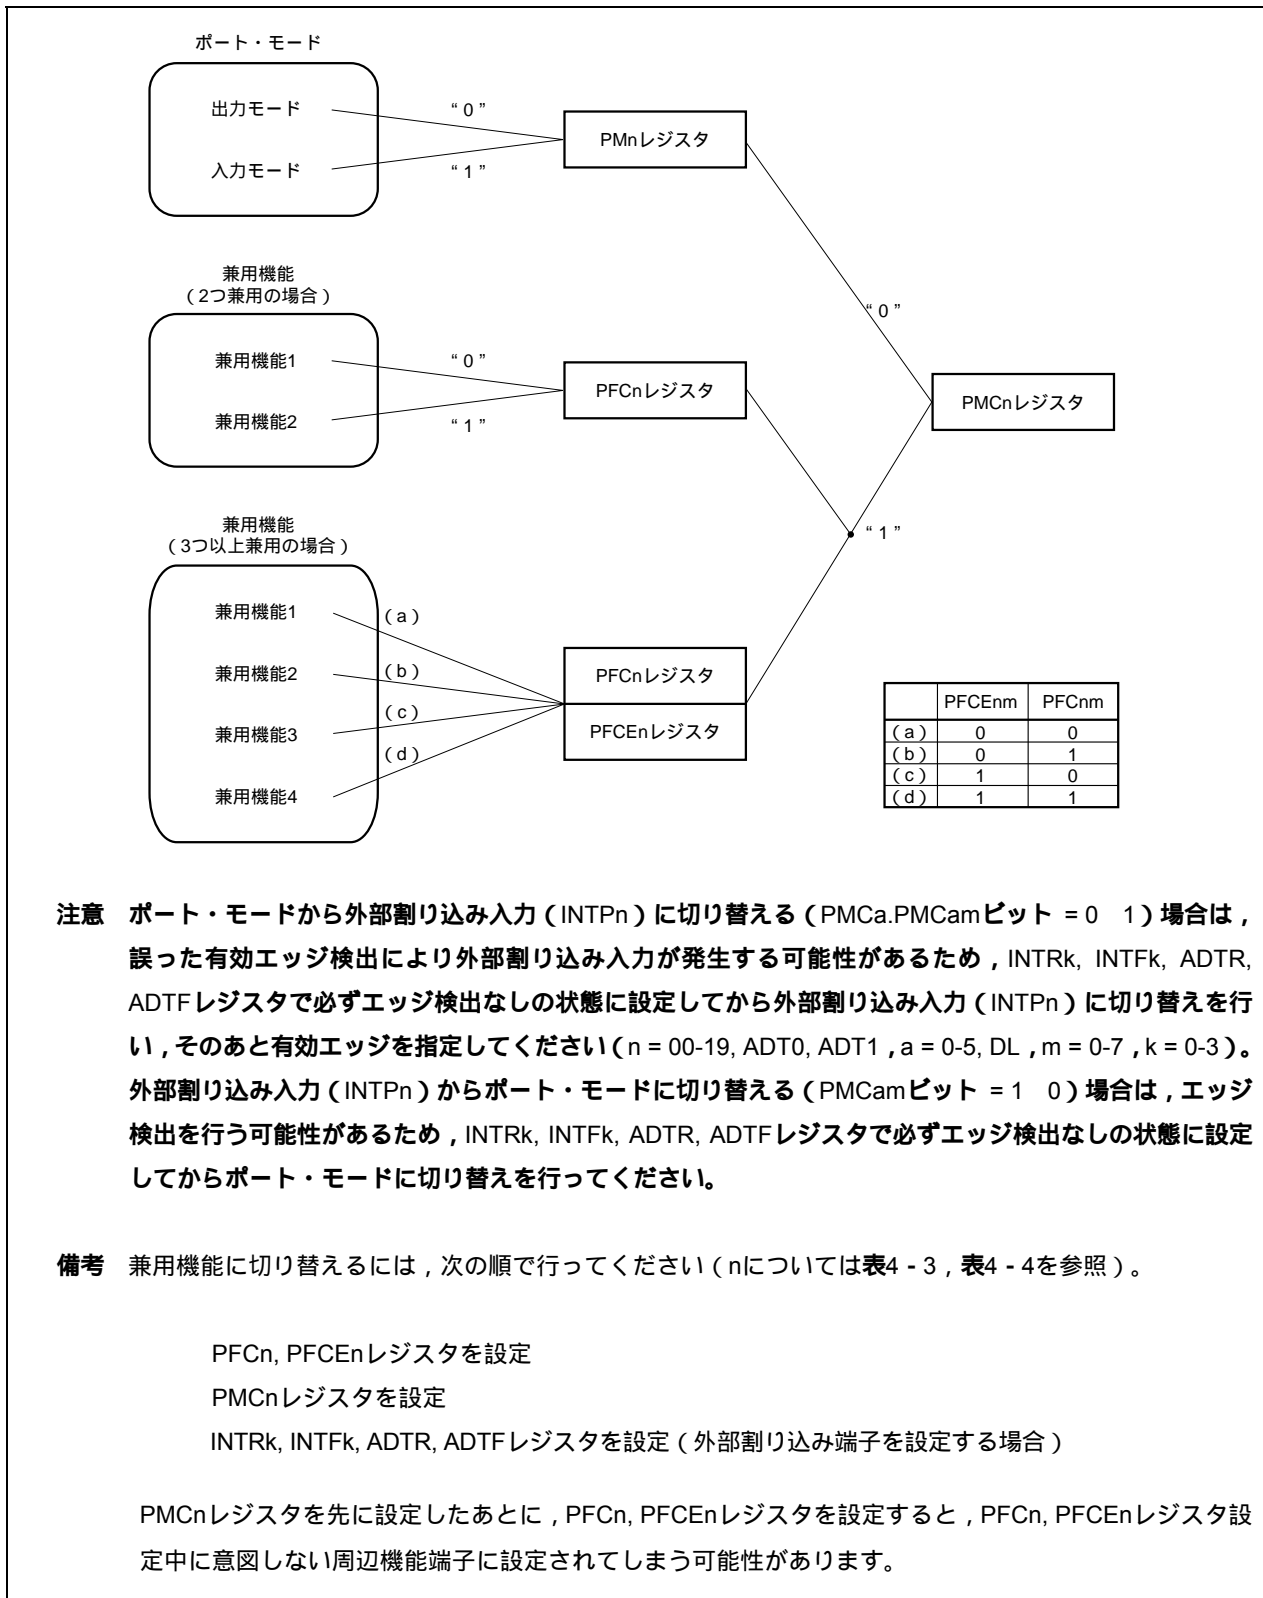 ポート・モード
出力モード
“0”
PMnレジスタ
入力モード
“1”
兼用機能
（2つ兼用の場合）
“0”
兼用機能1
“0”
PFCnレジスタ
PMCnレジスタ
兼用機能2
“1”
兼用機能
（3つ以上兼用の場合）
“1”
兼用機能1
（a）
兼用機能2
（b）
PFCnレジスタ
（c）
兼用機能3
PFCEnレジスタ
（d）
兼用機能4
PFCEnm PFCnm
（a） 0 0
（b） 0 1
（c） 1 0
（d） 1 1
注意 ポート・モードから外部割り込み入力（INTPn）に切り替える（PMCa.PMCamビット = 0 1）場合は，
誤った有効エッジ検出により外部割り込み入力が発生する可能性があるため，INTRk, INTFk, ADTR,
ADTFレジスタで必ずエッジ検出なしの状態に設定してから外部割り込み入力（INTPn）に切り替えを行
い，そのあと有効エッジを指定してください（n = 00-19, ADT0, ADT1，a = 0-5, DL，m = 0-7，k = 0-3）。
外部割り込み入力（INTPn）からポート・モードに切り替える（PMCamビット = 1 0）場合は，エッジ
検出を行う可能性があるため，INTRk, INTFk, ADTR, ADTFレジスタで必ずエッジ検出なしの状態に設定
してからポート・モードに切り替えを行ってください。
備考 兼用機能に切り替えるには，次の順で行ってください（nについては表4 - 3，表4 - 4を参照）。
PFCn, PFCEnレジスタを設定
PMCnレジスタを設定
INTRk, INTFk, ADTR, ADTFレジスタを設定（外部割り込み端子を設定する場合）
PMCnレジスタを先に設定したあとに，PFCn, PFCEnレジスタを設定すると，PFCn, PFCEnレジスタ設
定中に意図しない周辺機能端子に設定されてしまう可能性があります。